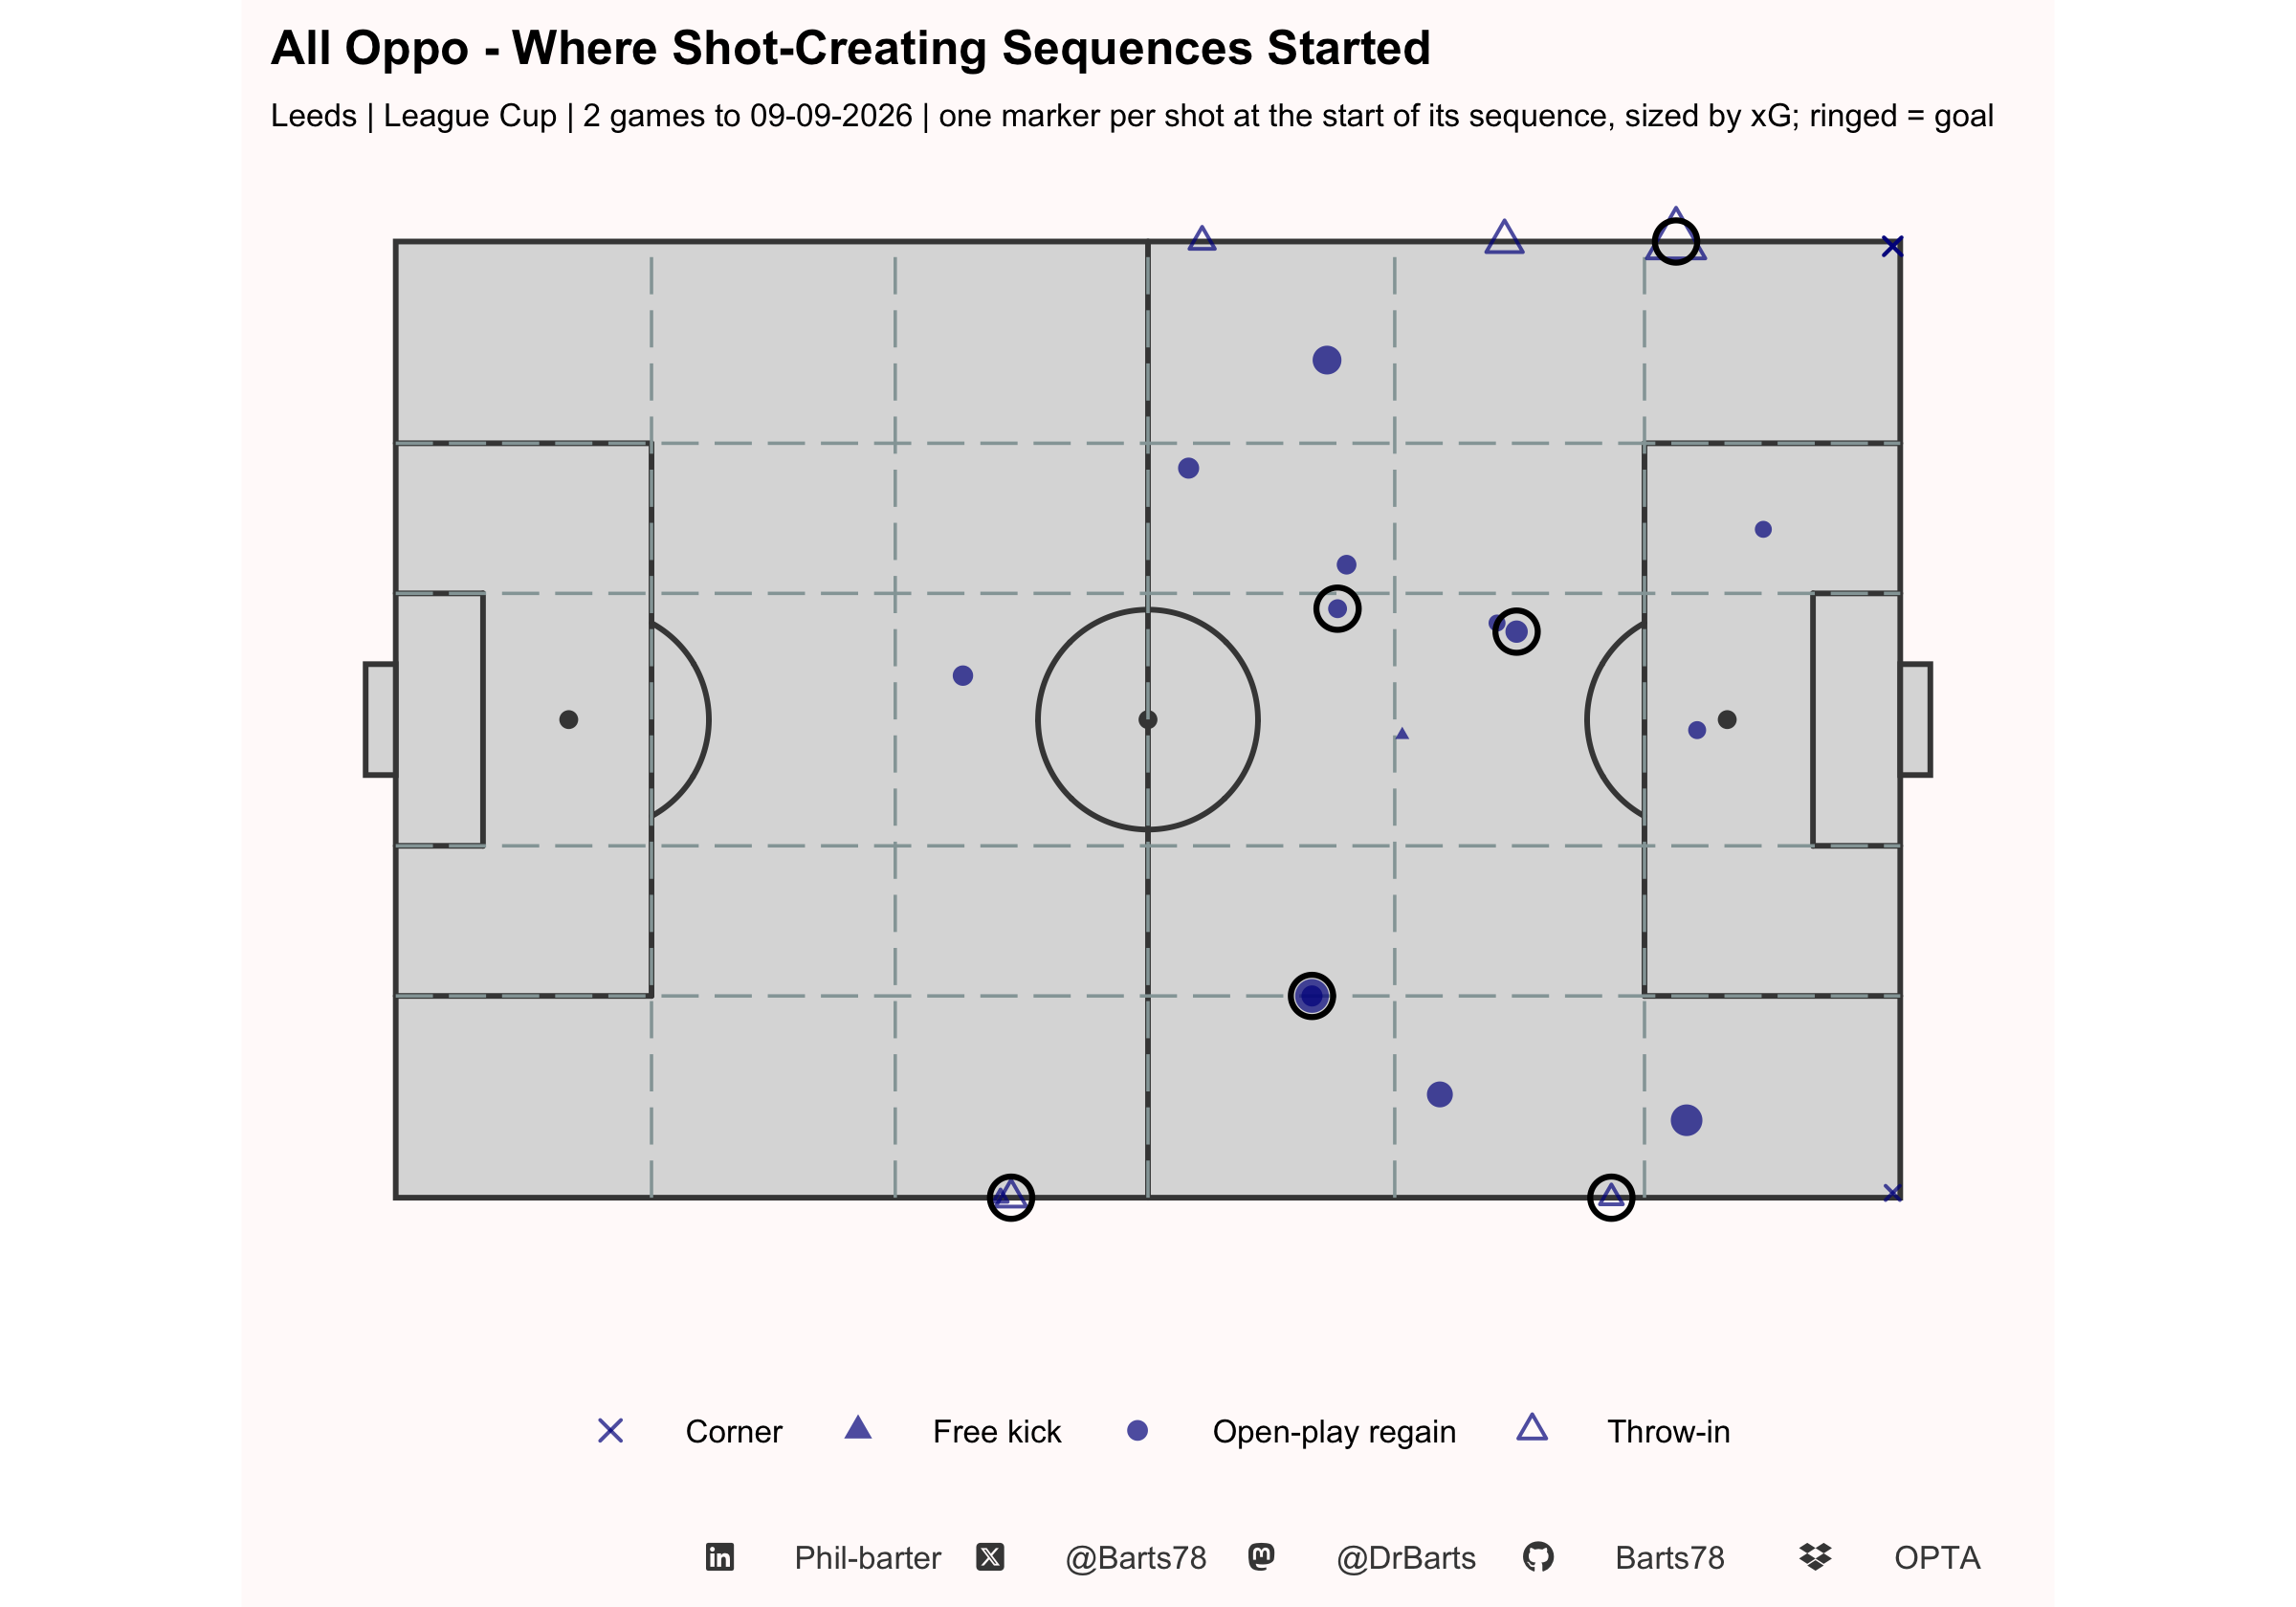 All Oppo - Where Shot-Creating Sequences Started
Leeds | League Cup | 2 games to 09-09-2026 | one marker per shot at the start of its sequence, sized by xG; ringed = goal
Corner Free kick Open-play regain Throw-in
Phil-barter @Barts78 @DrBarts Barts78 OPTA